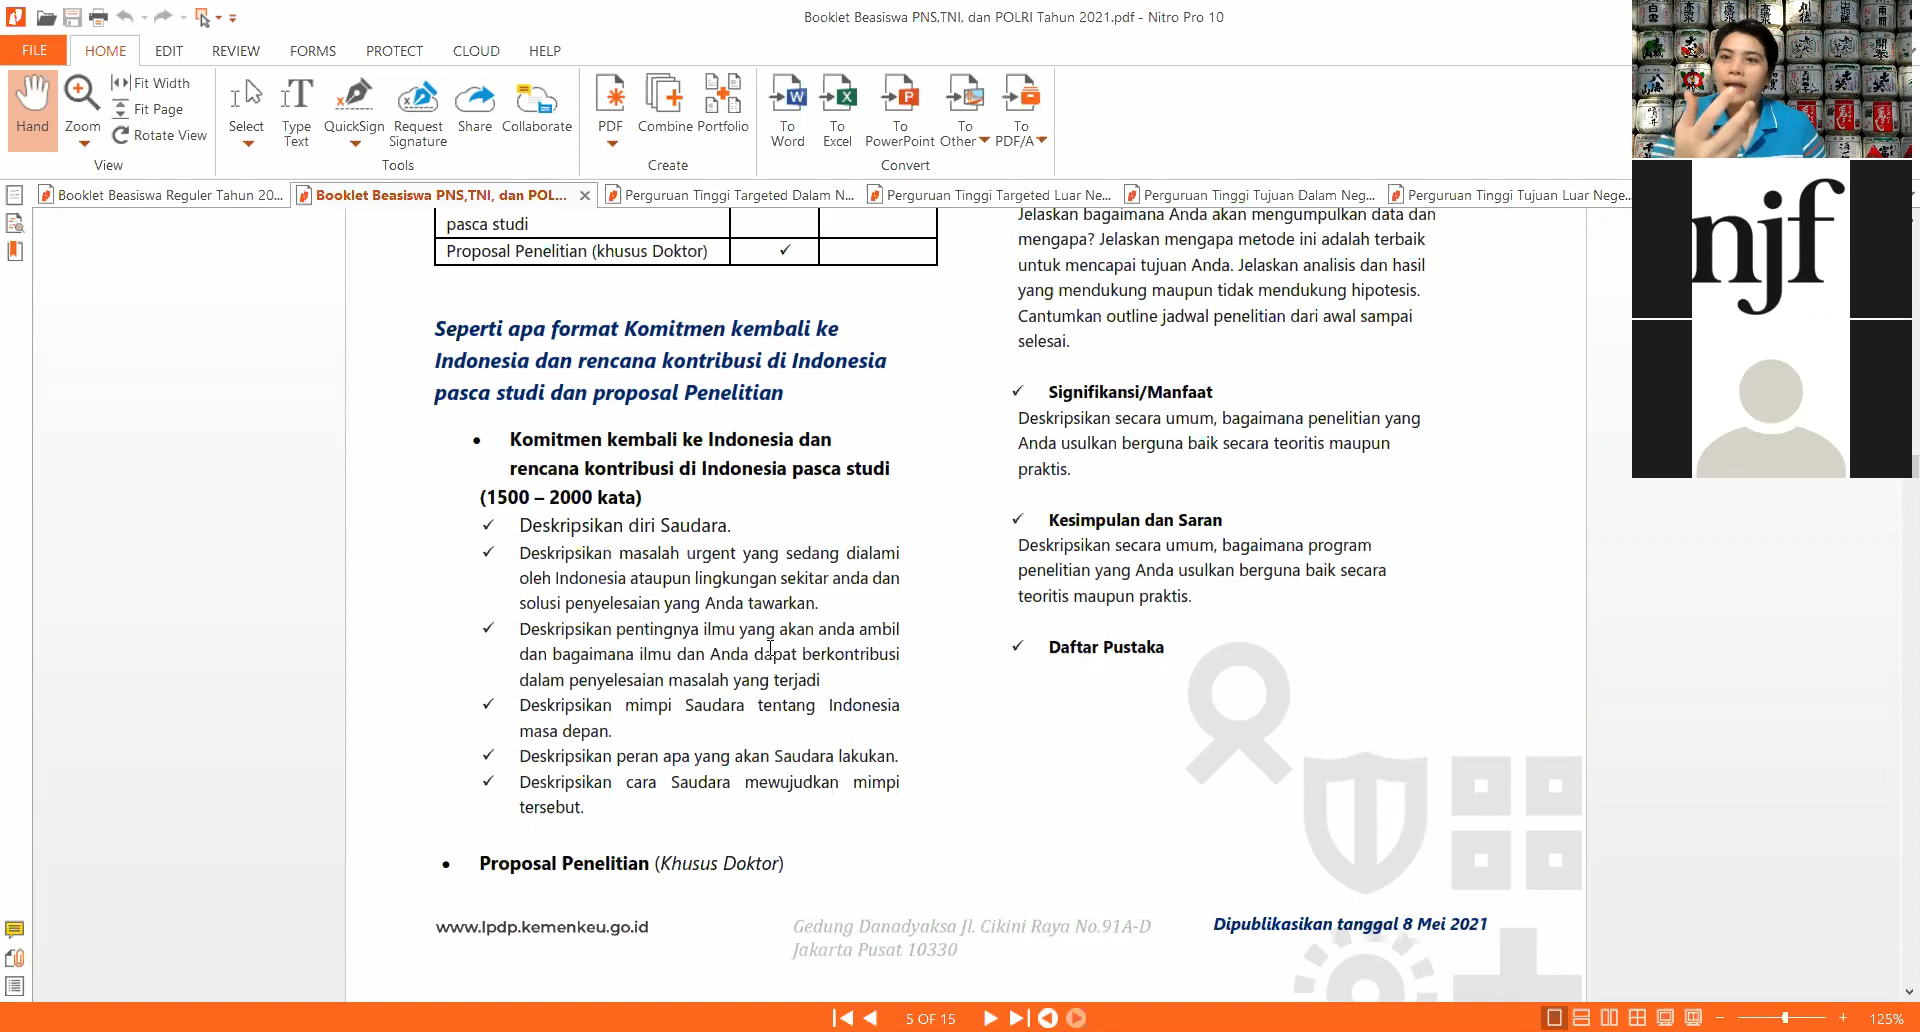 Booklet Beasiswa PNS,TNI, dan POLRI Tahun 2021.pdf - Nitro Pro 10
FILE HOME EDIT REVIEW FORMS PROTECT CLOUD HELP
Hand
Zoom
Fit Width
Fit Page
Rotate View
View
Select
Type Text
QuickSign
Request Signature
Share
Collaborate
Tools
PDF
Combine
Portfolio
Create
To Word
To Excel
To PowerPoint
To Other
To PDF/A
Convert
Booklet Beasiswa Reguler Tahun 20...
Booklet Beasiswa PNS,TNI, dan POL...
Perguruan Tinggi Targeted Dalam N...
Perguruan Tinggi Targeted Luar Ne...
Perguruan Tinggi Tujuan Dalam Neg...
Perguruan Tinggi Tujuan Luar Nege...
pasca studi
Proposal Penelitian (khusus Doktor) ✓
Seperti apa format Komitmen kembali ke
Indonesia dan rencana kontribusi di Indonesia
pasca studi dan proposal Penelitian
• Komitmen kembali ke Indonesia dan
rencana kontribusi di Indonesia pasca studi
(1500 – 2000 kata)
✓ Deskripsikan diri Saudara.
✓ Deskripsikan masalah urgent yang sedang dialami
oleh Indonesia ataupun lingkungan sekitar anda dan
solusi penyelesaian yang Anda tawarkan.
✓ Deskripsikan pentingnya ilmu yang akan anda ambil
dan bagaimana ilmu dan Anda dapat berkontribusi
dalam penyelesaian masalah yang terjadi
✓ Deskripsikan mimpi Saudara tentang Indonesia
masa depan.
✓ Deskripsikan peran apa yang akan Saudara lakukan.
✓ Deskripsikan cara Saudara mewujudkan mimpi
tersebut.
• Proposal Penelitian (Khusus Doktor)
Jelaskan bagaimana Anda akan mengumpulkan data dan
mengapa? Jelaskan mengapa metode ini adalah terbaik
untuk mencapai tujuan Anda. Jelaskan analisis dan hasil
yang mendukung maupun tidak mendukung hipotesis.
Cantumkan outline jadwal penelitian dari awal sampai
selesai.
✓ Signifikansi/Manfaat
Deskripsikan secara umum, bagaimana penelitian yang
Anda usulkan berguna baik secara teoritis maupun
praktis.
✓ Kesimpulan dan Saran
Deskripsikan secara umum, bagaimana program
penelitian yang Anda usulkan berguna baik secara
teoritis maupun praktis.
✓ Daftar Pustaka
www.lpdp.kemenkeu.go.id
Gedung Danadyaksa Jl. Cikini Raya No.91A-D
Jakarta Pusat 10330
Dipublikasikan tanggal 8 Mei 2021
5 OF 15
125%
njf